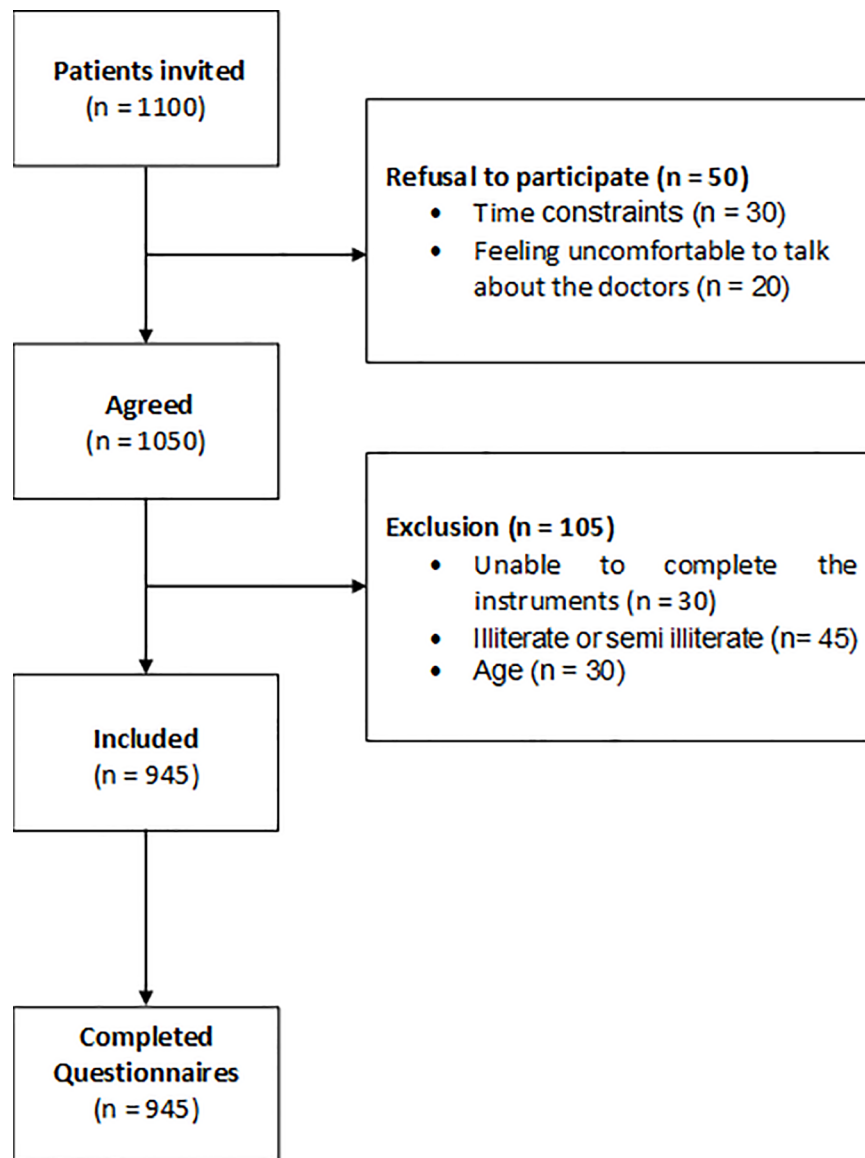 Patients invited
(n = 1100)
Refusal to participate (n = 50)
• Time constraints (n = 30)
• Feeling uncomfortable to talk
about the doctors (n = 20)
Agreed
(n = 1050)
Exclusion (n = 105)
• Unable to complete the
instruments (n = 30)
• Illiterate or semi illiterate (n= 45)
• Age (n = 30)
Included
(n = 945)
Completed
Questionnaires
(n = 945)